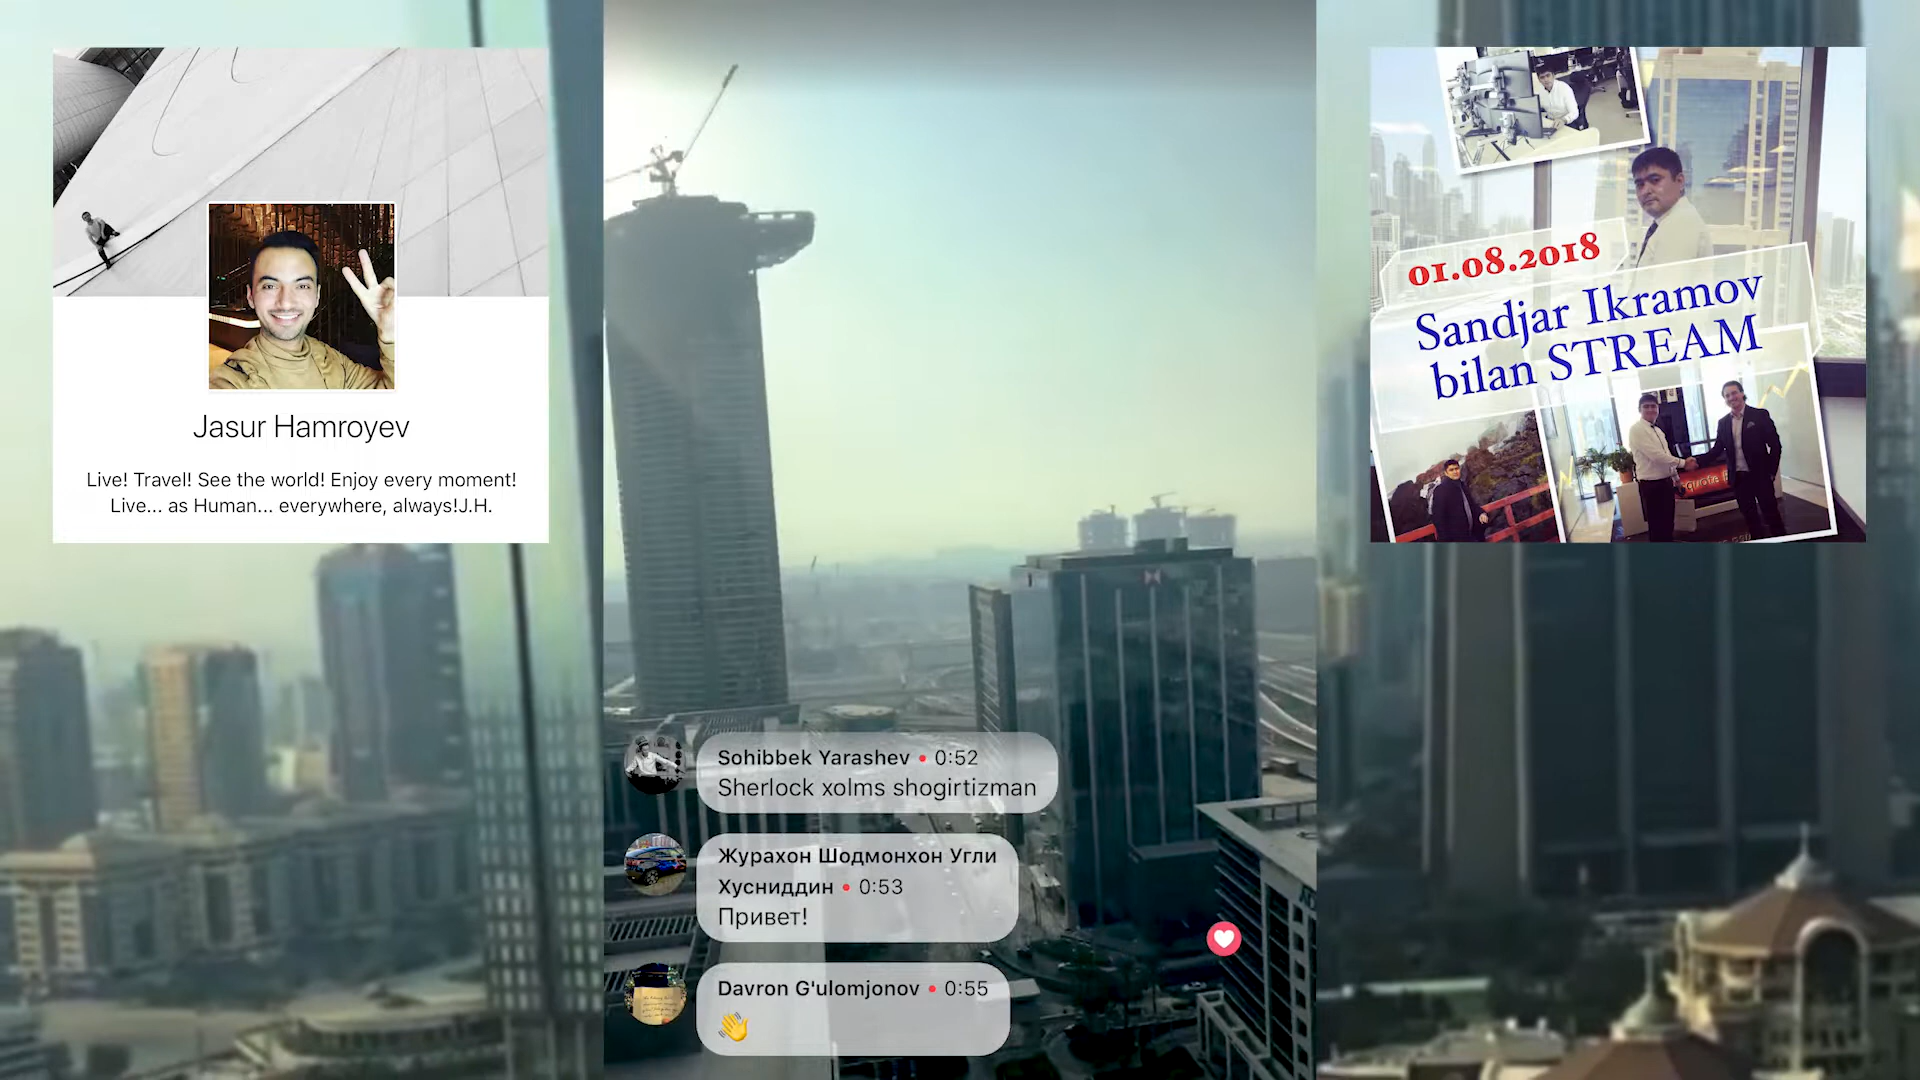 Jasur Hamroyev
Live! Travel! See the world! Enjoy every moment!
Live... as Human... everywhere, always!J.H.
01.08.2018
Sandjar Ikramov
bilan STREAM
Sohibbek Yarashev • 0:52
Sherlock xolms shogirtizman
Журахон Шодмонхон Угли
Хусниддин • 0:53
Привет!
Davron G'ulomjonov • 0:55
👋